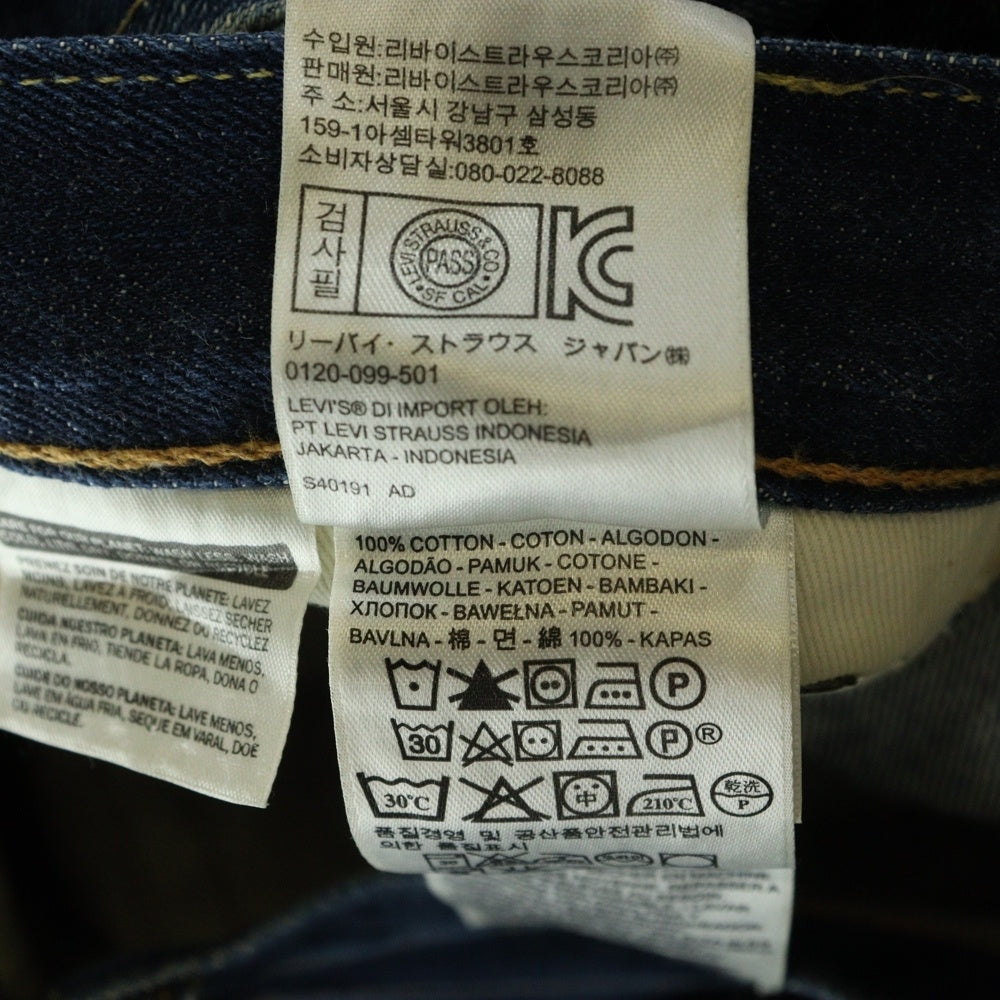 수입원:리바이스트라우스코리아㈜
판매원:리바이스트라우스코리아㈜
주 소:서울시 강남구 삼성동
159-1아셈타워3801호
소비자상담실:080-022-8088
검사필
LEVI STRAUSS & CO
PASS
SF CAL
KC
リーバイ・ストラウス ジャパン㈱
0120-099-501
LEVI'S® DI IMPORT OLEH:
PT LEVI STRAUSS INDONESIA
JAKARTA - INDONESIA
S40191 AD
PRENEZ SOIN DE NOTRE PLANÈTE: LAVEZ
MOINS, LAVEZ A FROID, LAISSEZ SECHER
NATURELLEMENT, DONNEZ OU RECYCLEZ
CUIDA NUESTRO PLANETA: LAVA MENOS,
LAVA EN FRIO, TIENDE LA ROPA, DONA O
RECICLA.
CUIDE DO NOSSO PLANETA: LAVE MENOS,
LAVE EM ÁGUA FRIA, SEQUE EM VARAL, DOE
OU RECICLE.
100% COTTON - COTON - ALGODON -
ALGODÃO - PAMUK - COTONE -
BAUMWOLLE - KATOEN - BAMBAKI -
ХЛОПОК - BAWEŁNA - PAMUT -
BAVLNA - 棉 - 면 - 綿 100% - KAPAS
P
30 P®
30°C 中 210°C 乾洗 P
품질경영 및 공산품안전관리법에
의한 품질표시